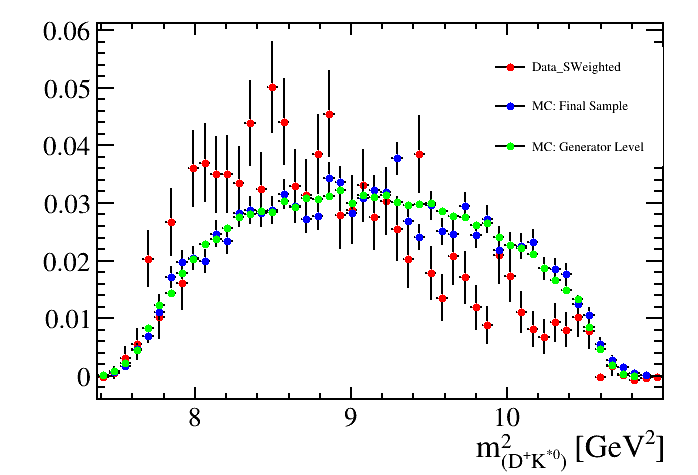 0.06
0.05
0.04
0.03
0.02
0.01
0
Data_SWeighted
MC: Final Sample
MC: Generator Level
8 9 10
m²(D⁺K*⁰) [GeV²]